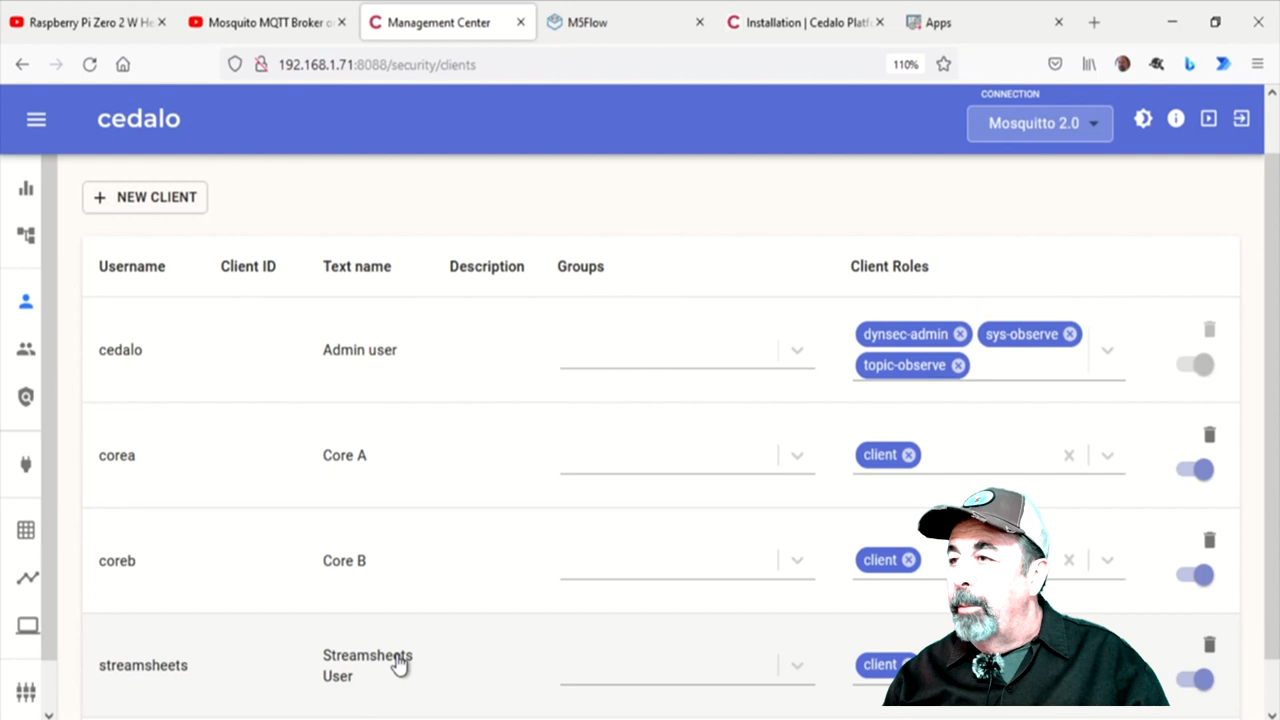 Raspberry Pi Zero 2 W He
Mosquito MQTT Broker o
Management Center
M5Flow
Installation | Cedalo Platf
Apps
192.168.1.71:8088/security/clients
110%
cedalo
CONNECTION
Mosquitto 2.0
+ NEW CLIENT
Username Client ID Text name Description Groups Client Roles
cedalo Admin user dynsec-admin sys-observe
topic-observe
corea Core A client
coreb Core B client
streamsheets Streamsheets client
User